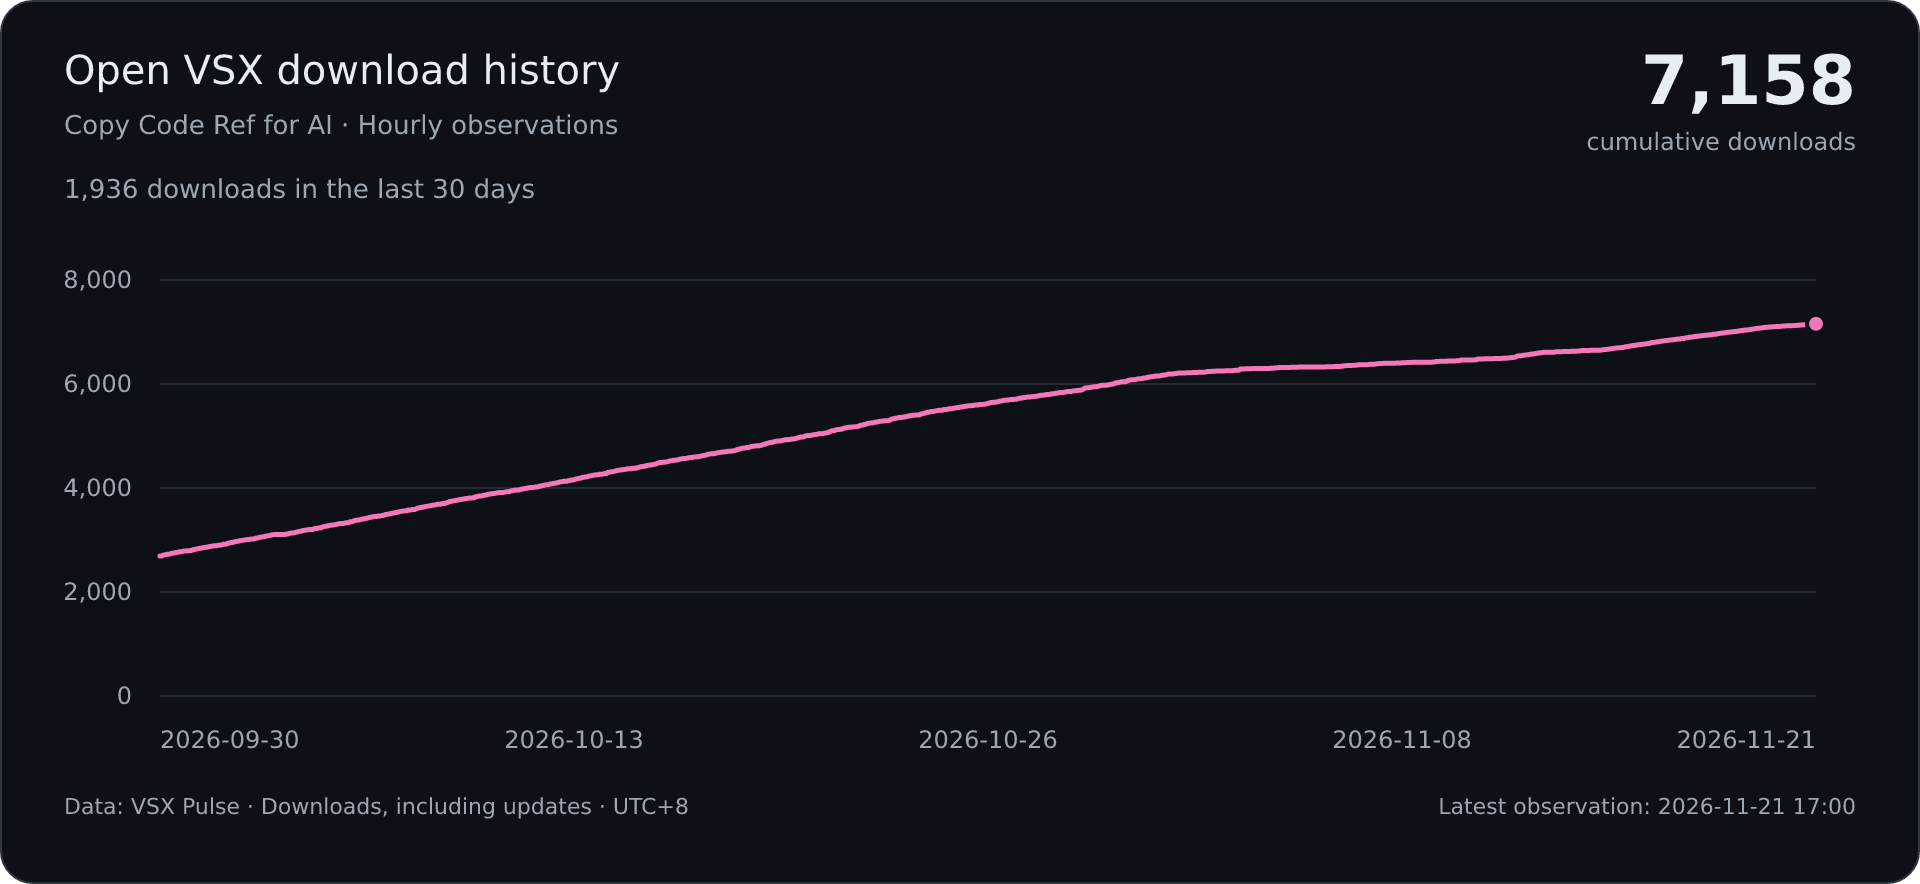 Open VSX download history
7,158
Copy Code Ref for AI · Hourly observations
cumulative downloads
1,936 downloads in the last 30 days
8,000
6,000
4,000
2,000
0
2026-09-30
2026-10-13
2026-10-26
2026-11-08
2026-11-21
Data: VSX Pulse · Downloads, including updates · UTC+8
Latest observation: 2026-11-21 17:00